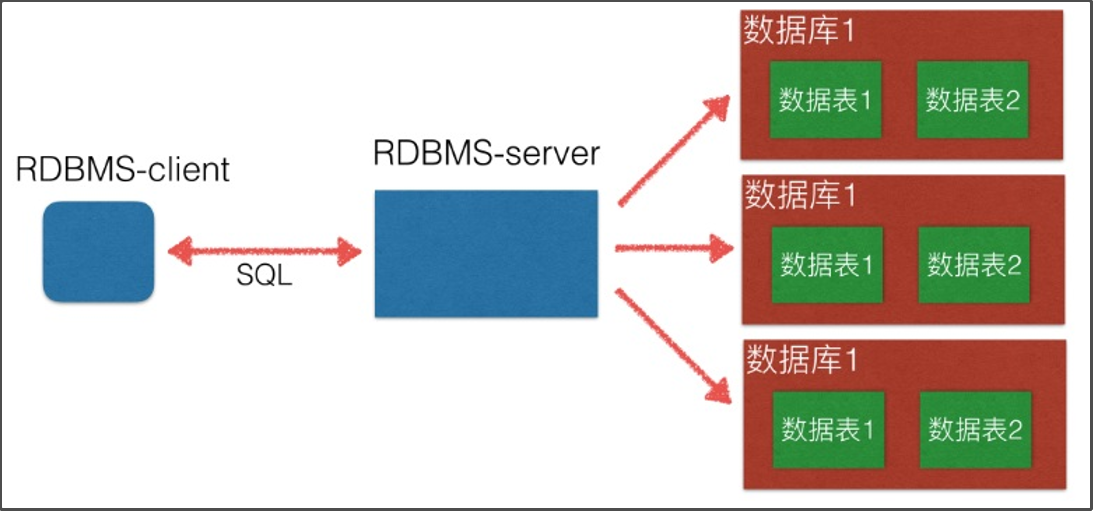 RDBMS-client
SQL
RDBMS-server
数据库1
数据表1
数据表2
数据库1
数据表1
数据表2
数据库1
数据表1
数据表2